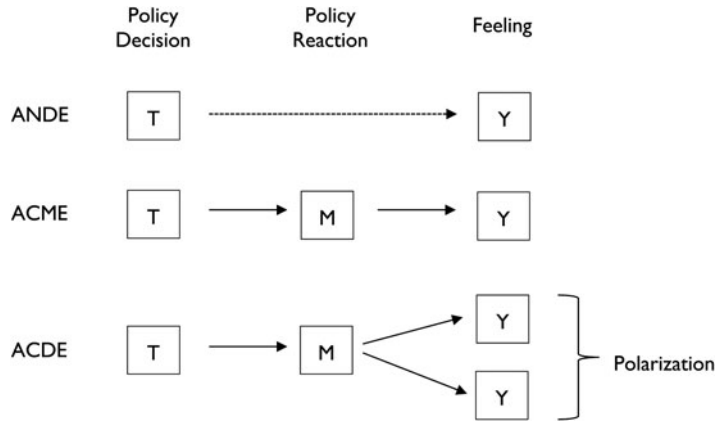 Policy
Decision
Policy
Reaction
Feeling
ANDE
T
Y
ACME
T
M
Y
ACDE
T
M
Y
Y
Polarization